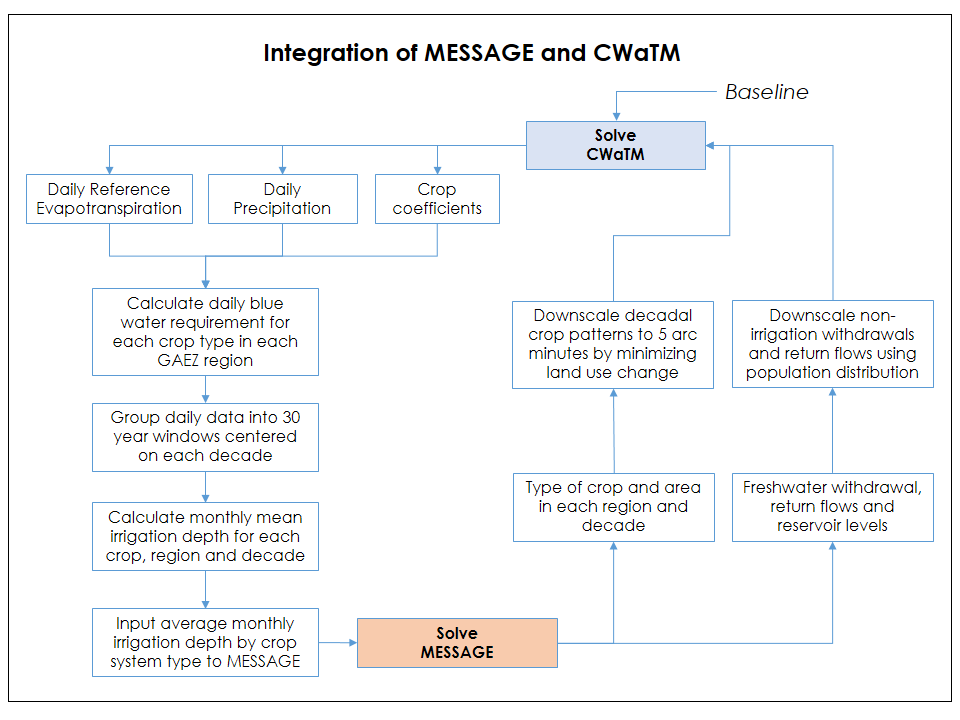 Integration of MESSAGE and CWaTM
Baseline
Solve
CWaTM
Daily Reference
Evapotranspiration
Daily
Precipitation
Crop
coefficients
Calculate daily blue
water requirement for
each crop type in each
GAEZ region
Group daily data into 30
year windows centered
on each decade
Calculate monthly mean
irrigation depth for each
crop, region and decade
Input average monthly
irrigation depth by crop
system type to MESSAGE
Solve
MESSAGE
Downscale decadal
crop patterns to 5 arc
minutes by minimizing
land use change
Type of crop and area
in each region and
decade
Downscale non-
irrigation withdrawals
and return flows using
population distribution
Freshwater withdrawal,
return flows and
reservoir levels